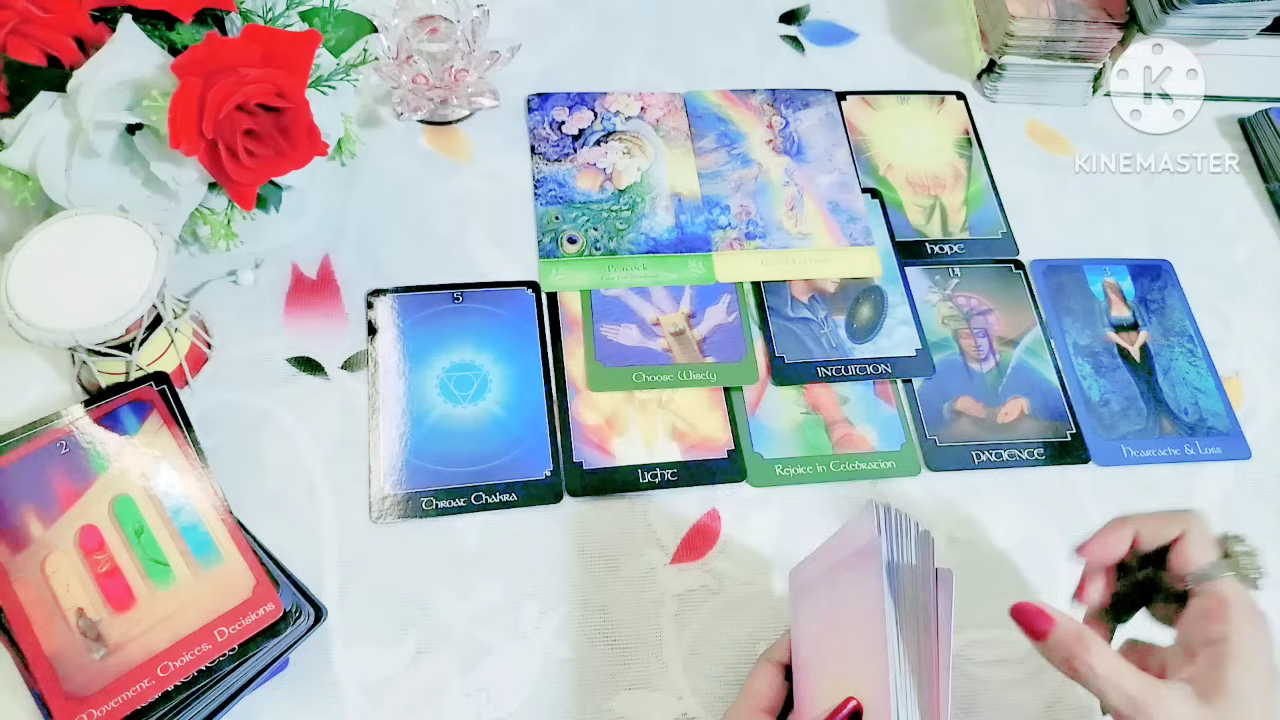 K
KINEMASTER
HOPE
Peacock
14
3
5
Choose Wisely
INTUITION
Heartache & Loss
PATIENCE
Rejoice in Celebration
LIGHT
Throat Chakra
2
Movement, Choices, Decisions